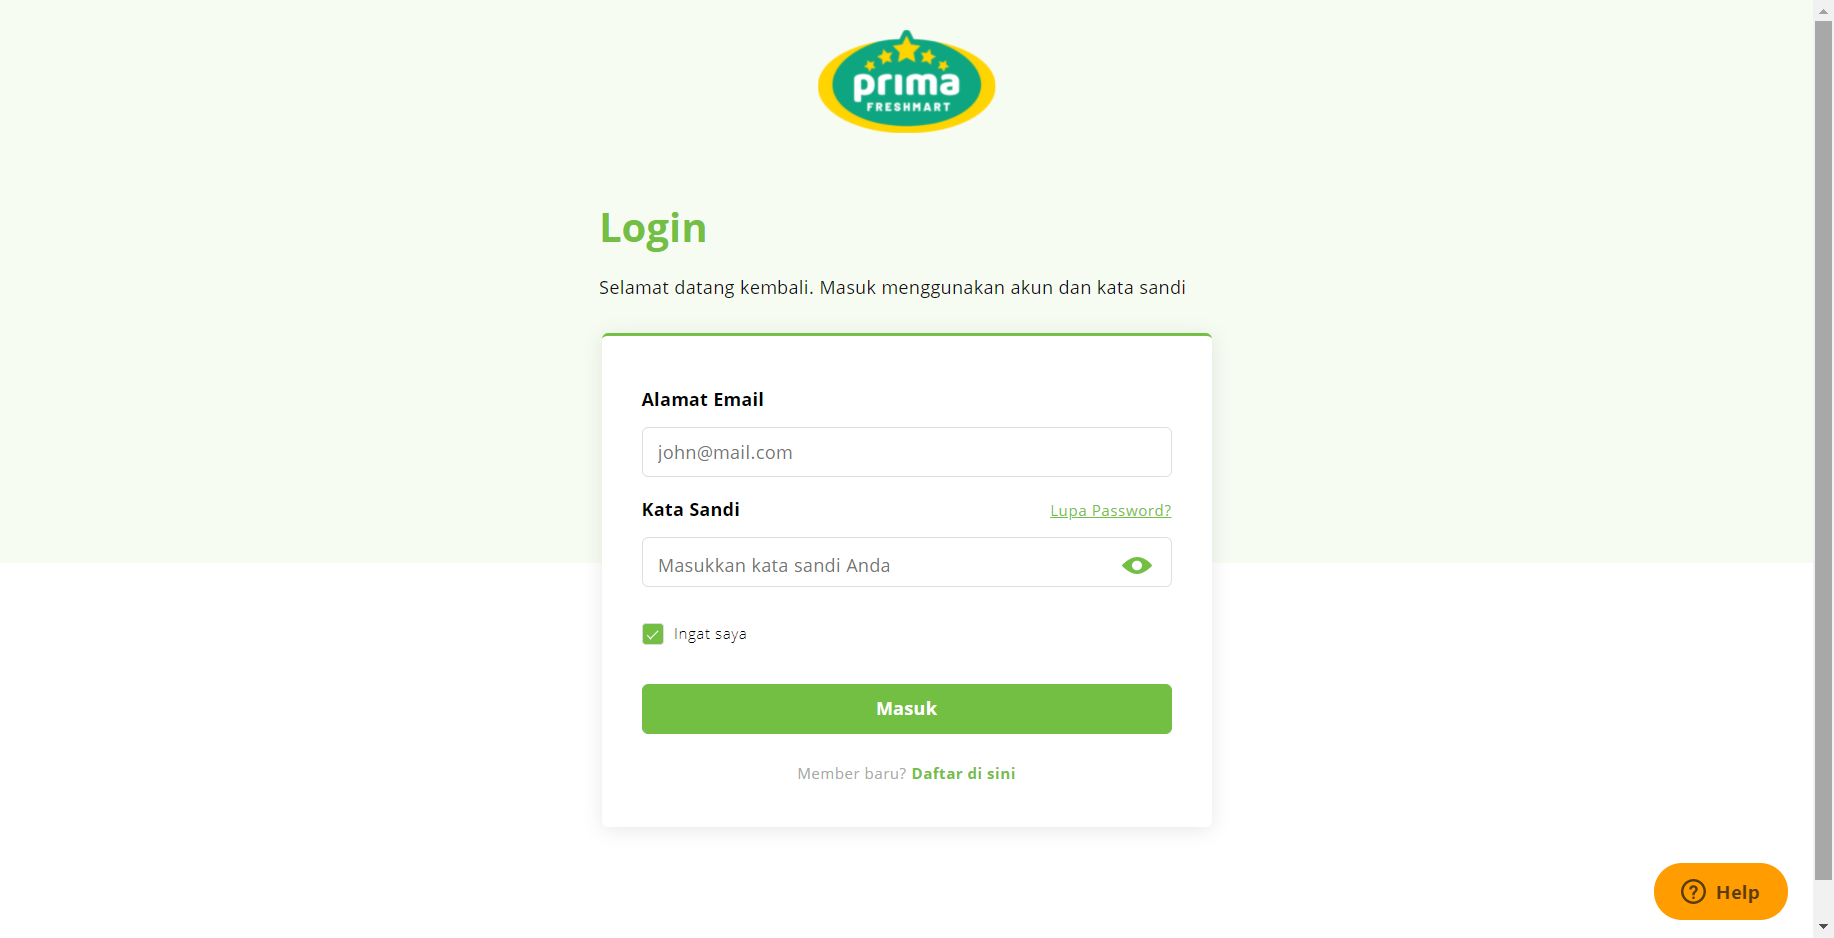 prima
FRESHMART
Login
Selamat datang kembali. Masuk menggunakan akun dan kata sandi
Alamat Email
john@mail.com
Kata Sandi
Lupa Password?
Masukkan kata sandi Anda
Ingat saya
Masuk
Member baru? Daftar di sini
Help